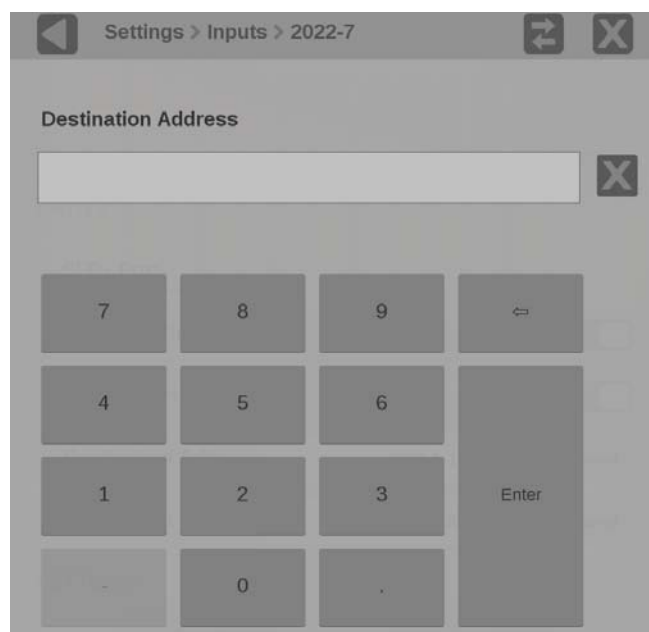 Settings > Inputs > 2022-7
Destination Address
7 8 9 ⇦
4 5 6
1 2 3 Enter
- 0 .